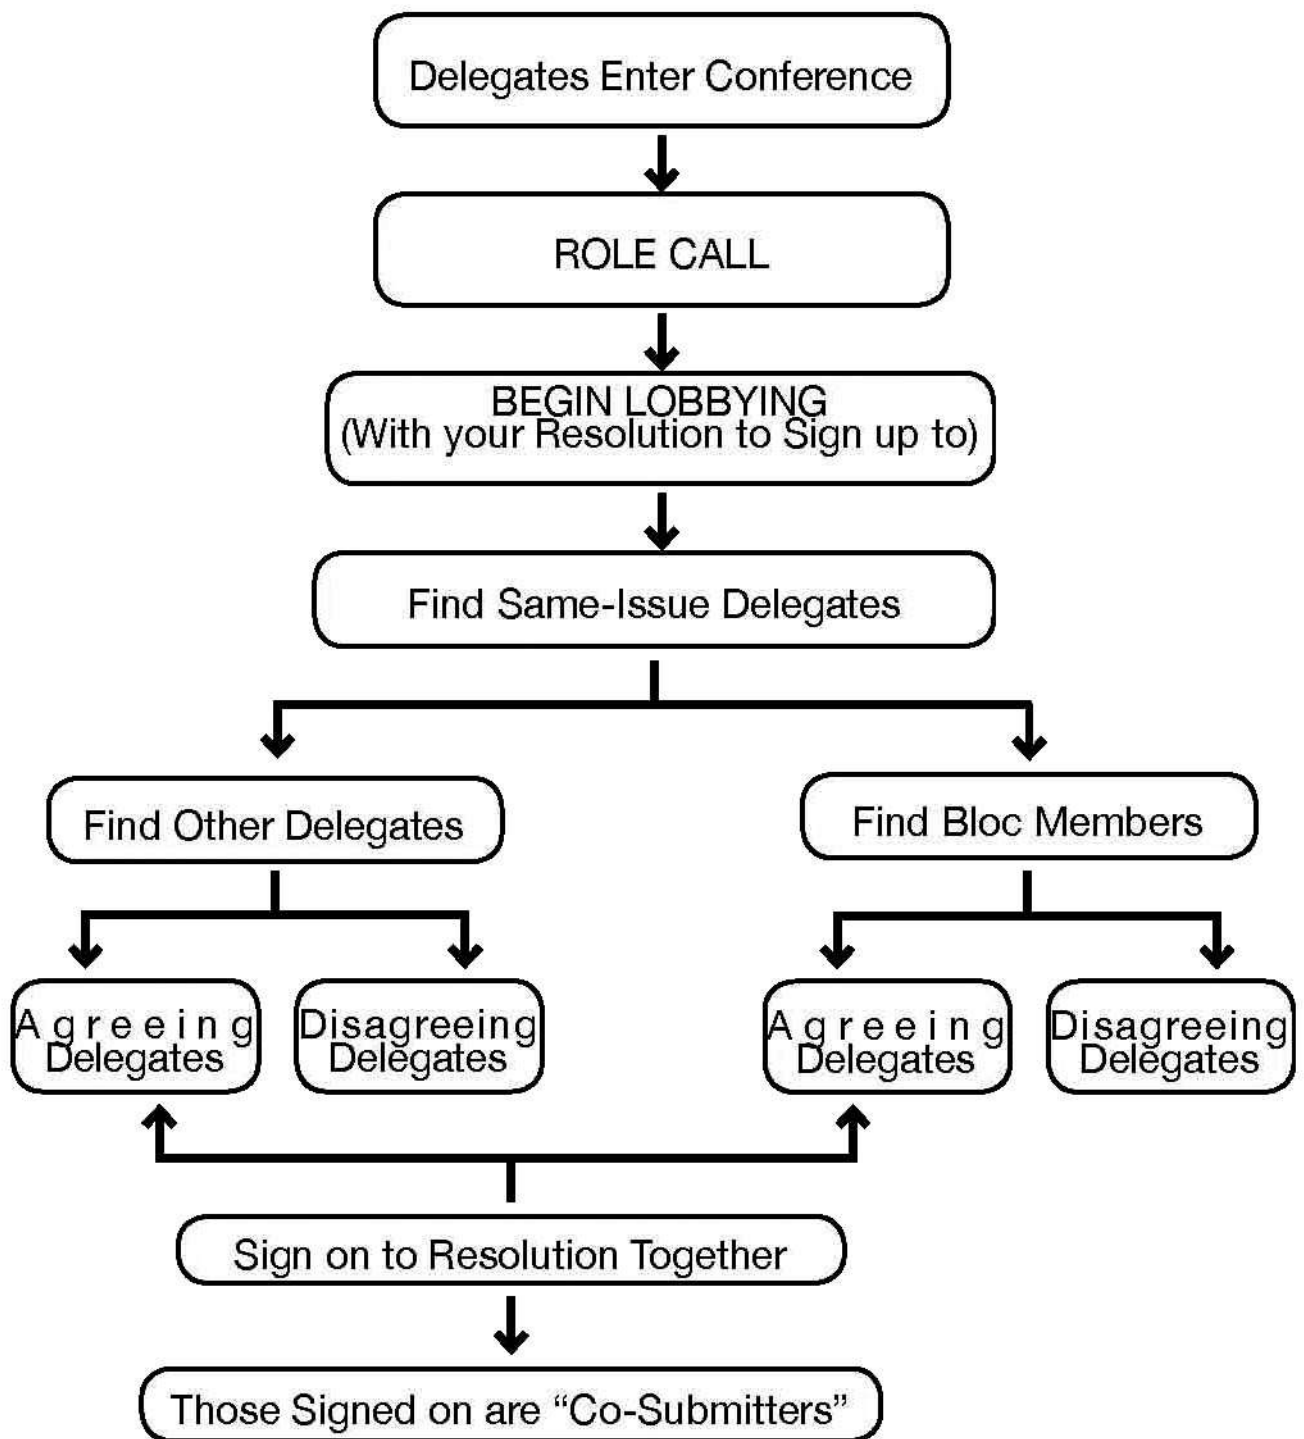 Delegates Enter Conference
ROLE CALL
BEGIN LOBBYING
(With your Resolution to Sign up to)
Find Same-Issue Delegates
Find Other Delegates
Find Bloc Members
Agreeing
Delegates
Disagreeing
Delegates
Agreeing
Delegates
Disagreeing
Delegates
Sign on to Resolution Together
Those Signed on are “Co-Submitters”